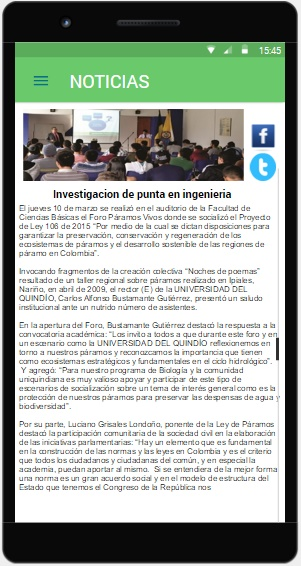 15:45
NOTICIAS
Investigacion de punta en ingenieria
El jueves 10 de marzo se realizó en el auditorio de la Facultad de
Ciencias Básicas el Foro Páramos Vivos donde se socializó el Proyecto
de Ley 106 de 2015 “Por medio de la cual se dictan disposiciones para
garantizar la preservación, conservación y regeneración de los
ecosistemas de páramos y el desarrollo sostenible de las regiones de
páramo en Colombia”.
Invocando fragmentos de la creación colectiva “Noches de poemas”
resultado de un taller regional sobre páramos realizado en Ipiales,
Nariño, en abril de 2009, el rector (E) de la UNIVERSIDAD DEL
QUINDÍO, Carlos Alfonso Bustamante Gutiérrez, presentó un saludo
institucional ante un nutrido número de asistentes.
En la apertura del Foro, Bustamante Gutiérrez destacó la respuesta a la
convocatoria académica: “Los invito a todos a que durante este foro y en
un escenario como la UNIVERSIDAD DEL QUINDÍO reflexionemos en
torno a nuestros páramos y reconozcamos la importancia que tienen
como ecosistemas estratégicos y fundamentales en el ciclo hidrológico”.
Y agregó: “Para nuestro programa de Biología y la comunidad
uniquindiana es muy valioso apoyar y participar de este tipo de
escenarios de socialización sobre un tema de interés general como es la
protección de nuestros páramos para preservar las despensas de agua y
biodiversidad”.
Por su parte, Luciano Grisales Londoño, ponente de la Ley de Páramos
destacó la participación comunitaria de la sociedad civil en la elaboración
de las iniciativas parlamentarias: “Hay un elemento que es fundamental
en la construcción de las normas y las leyes en Colombia y es el criterio
que todos los ciudadanos y ciudadanas del común, y en especial la
academia, puedan aportar al mismo. Si se entendiera de la mejor forma
una norma es un gran acuerdo social y en el modelo de estructura del
Estado que tenemos el Congreso de la República nos